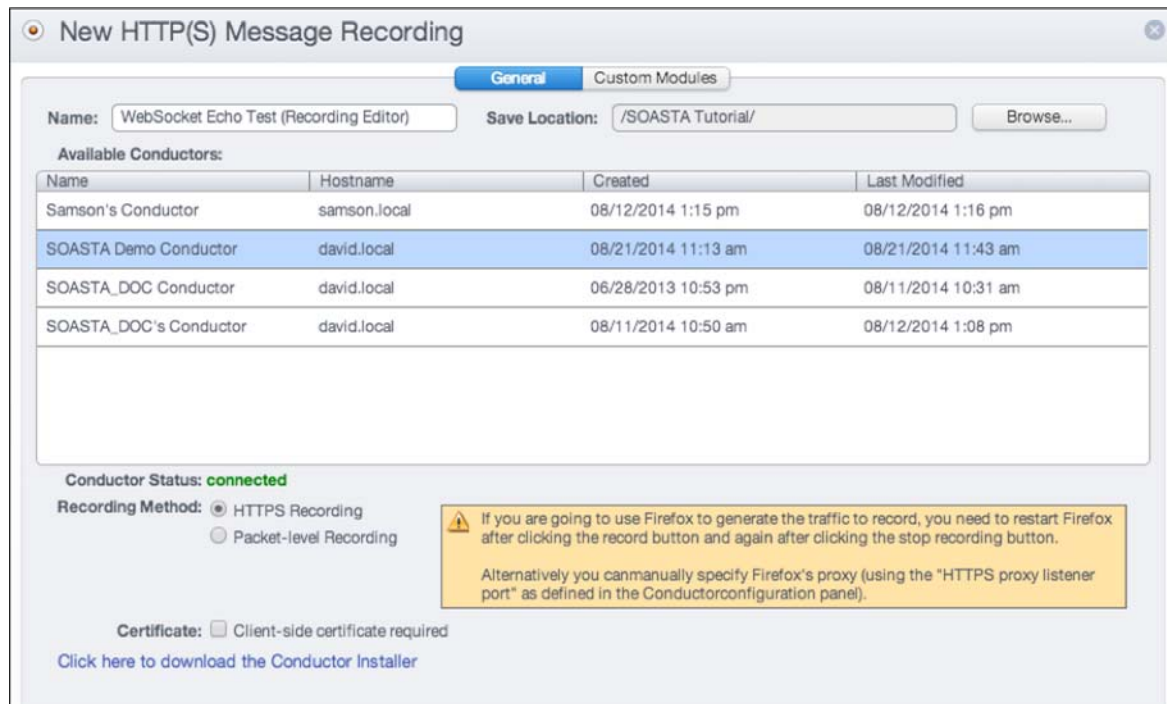 New HTTP(S) Message Recording
General Custom Modules
Name: WebSocket Echo Test (Recording Editor) Save Location: /SOASTA Tutorial/ Browse...
Available Conductors:
Name Hostname Created Last Modified
Samson's Conductor samson.local 08/12/2014 1:15 pm 08/12/2014 1:16 pm
SOASTA Demo Conductor david.local 08/21/2014 11:13 am 08/21/2014 11:43 am
SOASTA_DOC Conductor david.local 06/28/2013 10:53 pm 08/11/2014 10:31 am
SOASTA_DOC's Conductor david.local 08/11/2014 10:50 am 08/12/2014 1:08 pm
Conductor Status: connected
Recording Method: HTTPS Recording
Packet-level Recording
If you are going to use Firefox to generate the traffic to record, you need to restart Firefox
after clicking the record button and again after clicking the stop recording button.
Alternatively you canmanually specify Firefox's proxy (using the "HTTPS proxy listener
port" as defined in the Conductorconfiguration panel).
Certificate: Client-side certificate required
Click here to download the Conductor Installer